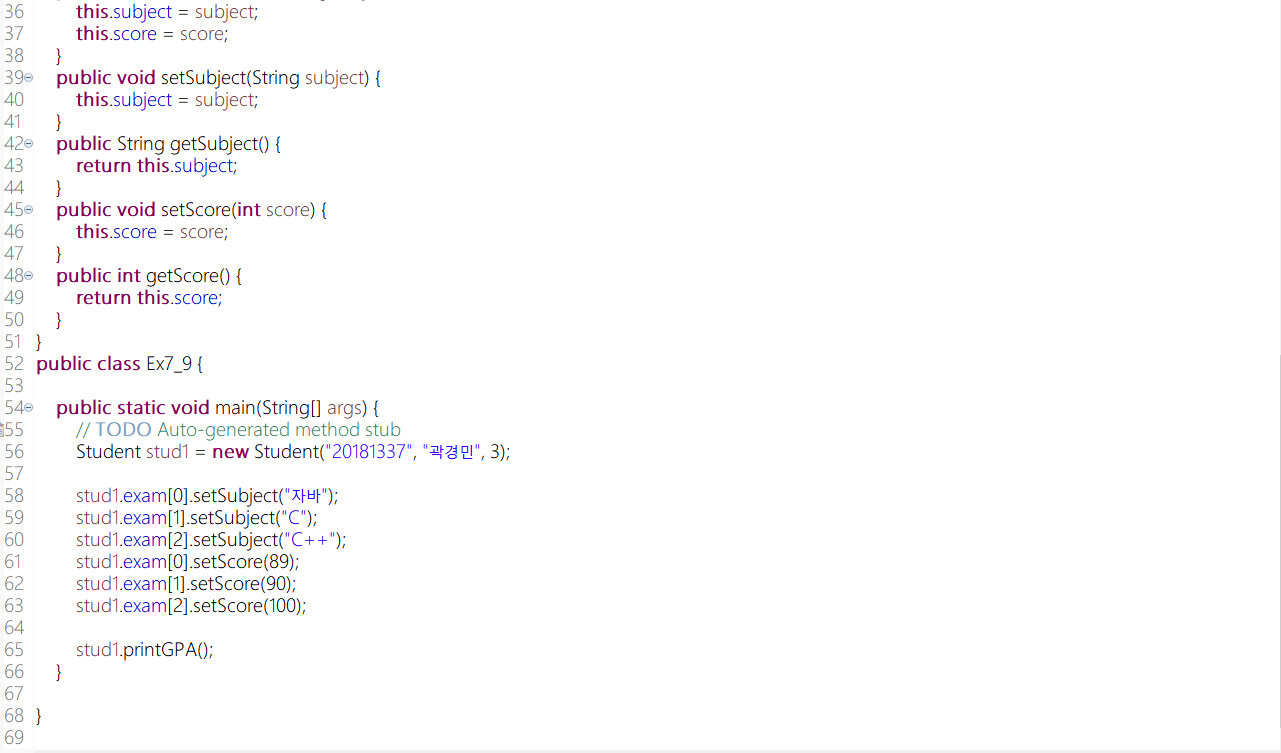 36 this.subject = subject;
37 this.score = score;
38 }
39 public void setSubject(String subject) {
40 this.subject = subject;
41 }
42 public String getSubject() {
43 return this.subject;
44 }
45 public void setScore(int score) {
46 this.score = score;
47 }
48 public int getScore() {
49 return this.score;
50 }
51 }
52 public class Ex7_9 {
53
54 public static void main(String[] args) {
55 // TODO Auto-generated method stub
56 Student stud1 = new Student("20181337", "곽경민", 3);
57
58 stud1.exam[0].setSubject("자바");
59 stud1.exam[1].setSubject("C");
60 stud1.exam[2].setSubject("C++");
61 stud1.exam[0].setScore(89);
62 stud1.exam[1].setScore(90);
63 stud1.exam[2].setScore(100);
64
65 stud1.printGPA();
66 }
67
68 }
69